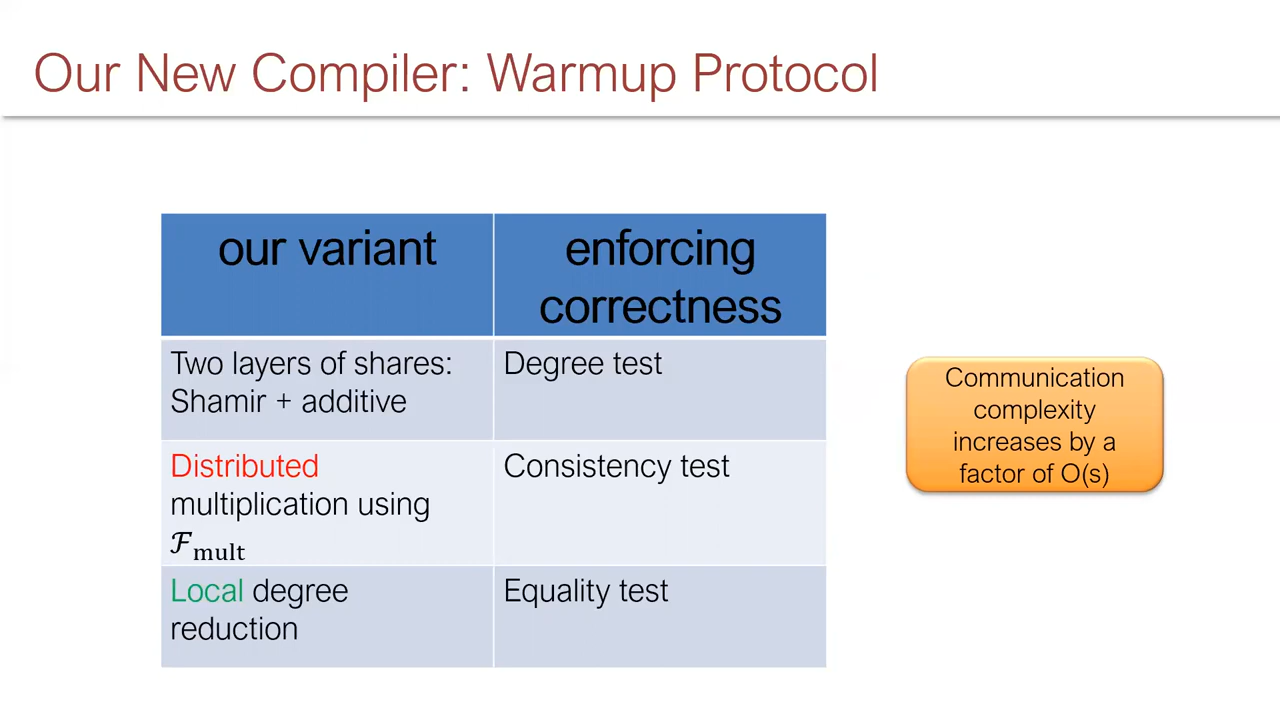 Our New Compiler: Warmup Protocol
our variant
enforcing
correctness
Two layers of shares:
Shamir + additive
Degree test
Distributed
multiplication using
ℱmult
Consistency test
Local degree
reduction
Equality test
Communication
complexity
increases by a
factor of O(s)